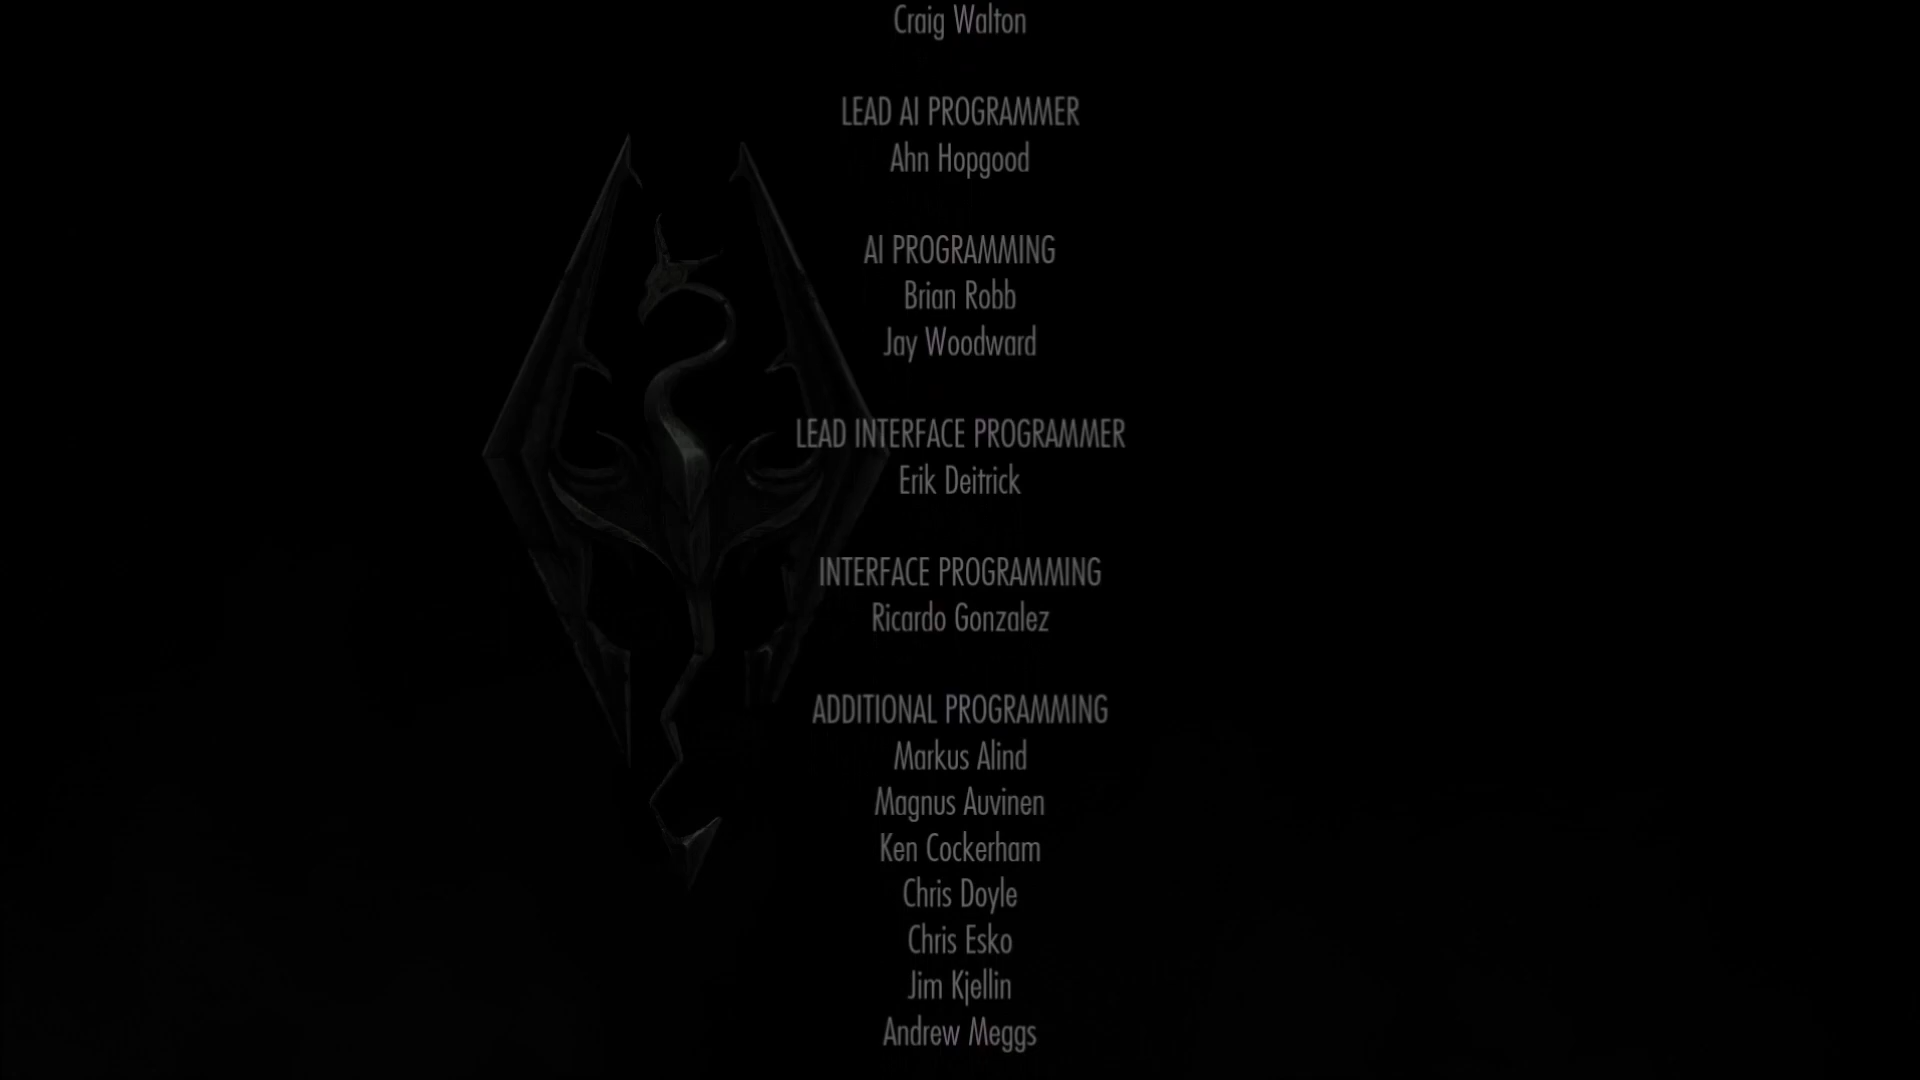 Craig Walton
LEAD AI PROGRAMMER
Ahn Hopgood
AI PROGRAMMING
Brian Robb
Jay Woodward
LEAD INTERFACE PROGRAMMER
Erik Deitrick
INTERFACE PROGRAMMING
Ricardo Gonzalez
ADDITIONAL PROGRAMMING
Markus Alind
Magnus Auvinen
Ken Cockerham
Chris Doyle
Chris Esko
Jim Kjellin
Andrew Meggs